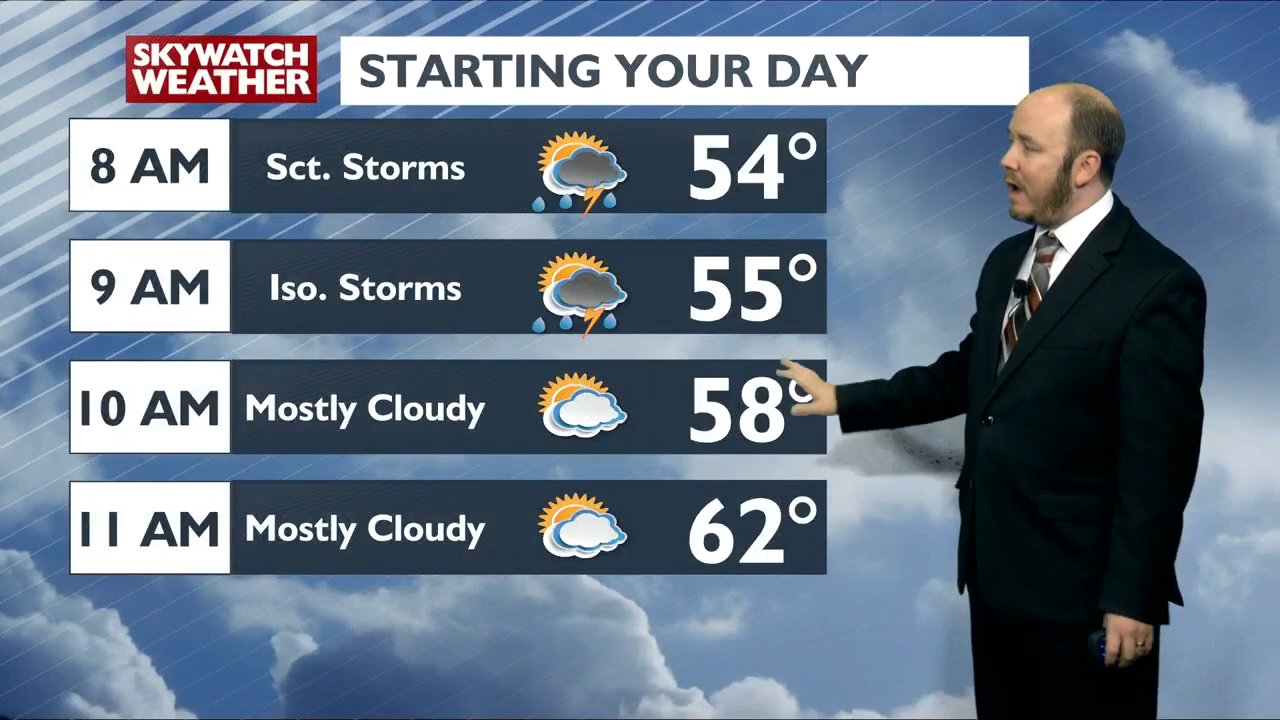 SKYWATCH
WEATHER
STARTING YOUR DAY
8 AM Sct. Storms 54°
9 AM Iso. Storms 55°
10 AM Mostly Cloudy 58°
11 AM Mostly Cloudy 62°